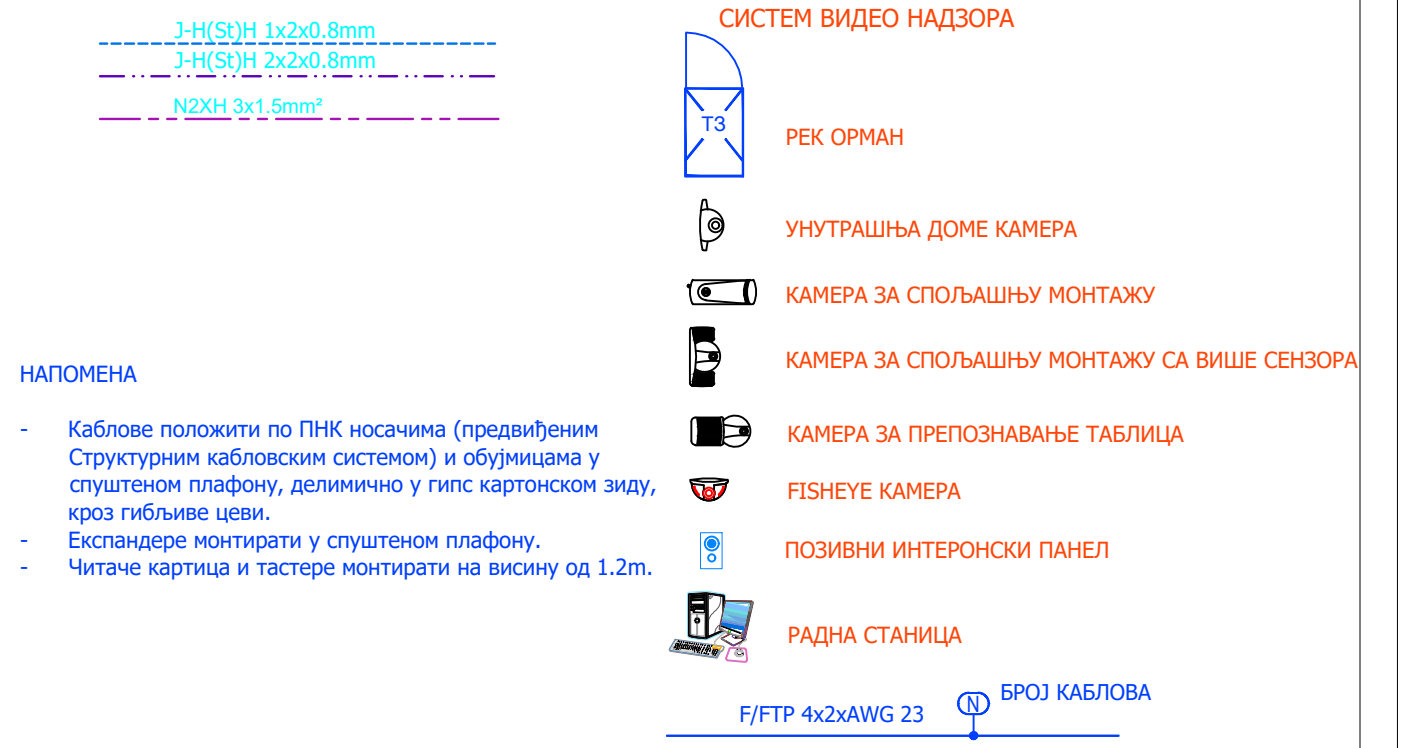 J-H(St)H 1x2x0.8mm
J-H(St)H 2x2x0.8mm
N2XH 3x1.5mm²
НАПОМЕНА
- Каблове положити по ПНК носачима (предвиђеним
Структурним кабловским системом) и обујмицама у
спуштеном плафону, делимично у гипс картонском зиду,
кроз гибљиве цеви.
- Експандере монтирати у спуштеном плафону.
- Читаче картица и тастере монтирати на висину од 1.2m.
СИСТЕМ ВИДЕО НАДЗОРА
T3
РЕК ОРМАН
УНУТРАШЊА ДОМЕ КАМЕРА
КАМЕРА ЗА СПОЉАШЊУ МОНТАЖУ
КАМЕРА ЗА СПОЉАШЊУ МОНТАЖУ СА ВИШЕ СЕНЗОРА
КАМЕРА ЗА ПРЕПОЗНАВАЊЕ ТАБЛИЦА
FISHEYE КАМЕРА
ПОЗИВНИ ИНТЕРОНСКИ ПАНЕЛ
РАДНА СТАНИЦА
F/FTP 4x2xAWG 23 N БРОЈ КАБЛОВА